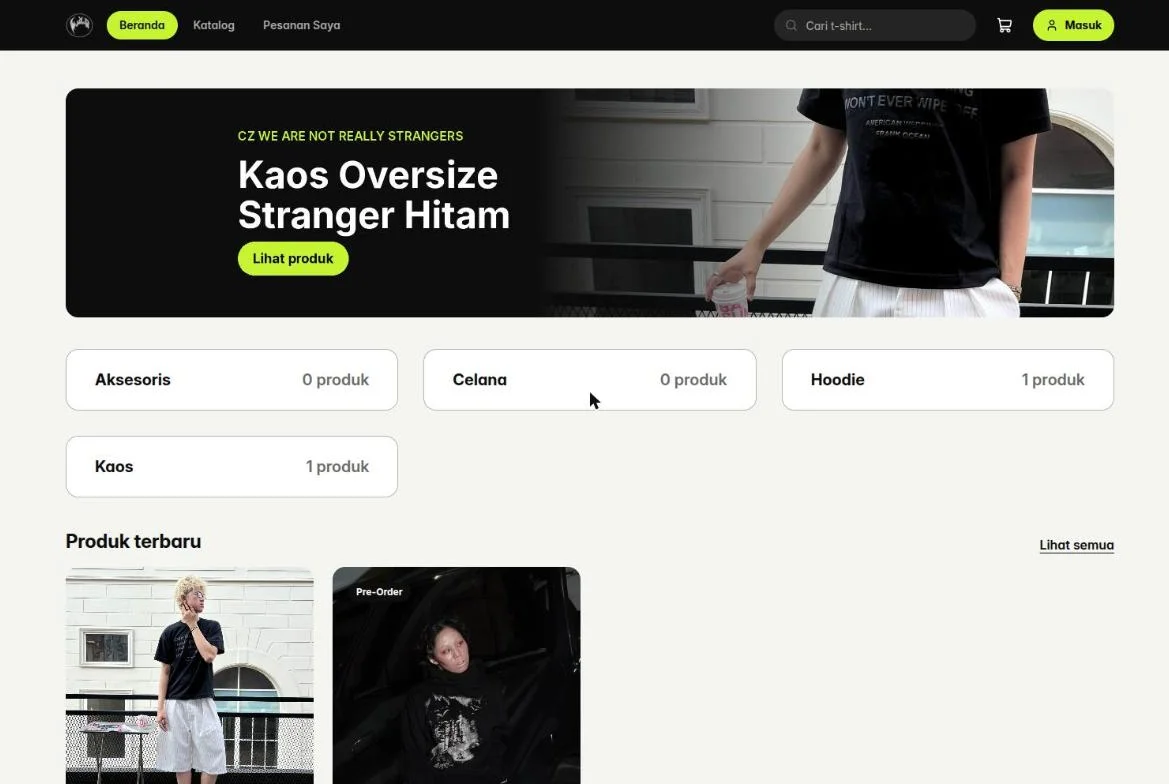 Beranda
Katalog
Pesanan Saya
Cari t-shirt...
Masuk
CZ WE ARE NOT REALLY STRANGERS
Kaos Oversize
Stranger Hitam
Lihat produk
WON'T EVER WIPE OFF
FRANK OCEAN
Aksesoris 0 produk
Celana 0 produk
Hoodie 1 produk
Kaos 1 produk
Produk terbaru
Lihat semua
Pre-Order